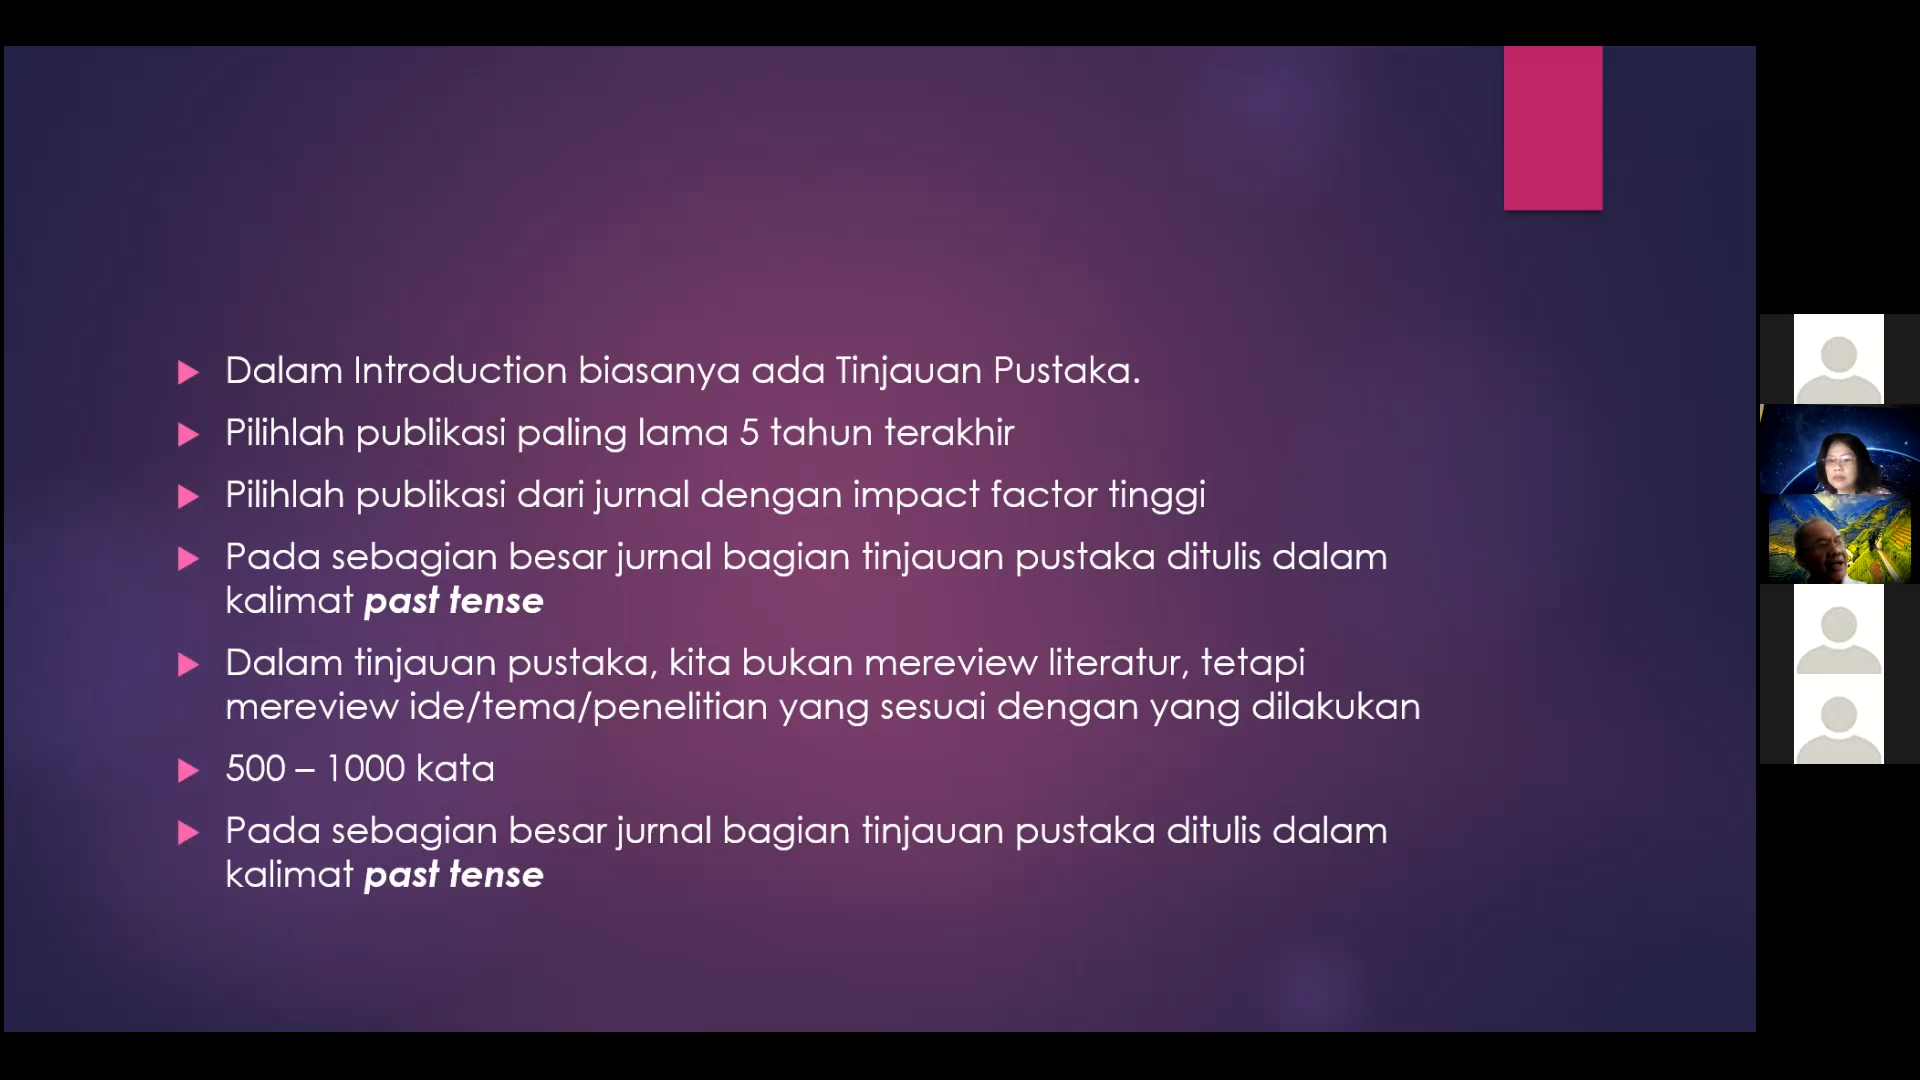 Dalam Introduction biasanya ada Tinjauan Pustaka.
Pilihlah publikasi paling lama 5 tahun terakhir
Pilihlah publikasi dari jurnal dengan impact factor tinggi
Pada sebagian besar jurnal bagian tinjauan pustaka ditulis dalam
kalimat past tense
Dalam tinjauan pustaka, kita bukan mereview literatur, tetapi
mereview ide/tema/penelitian yang sesuai dengan yang dilakukan
500 – 1000 kata
Pada sebagian besar jurnal bagian tinjauan pustaka ditulis dalam
kalimat past tense